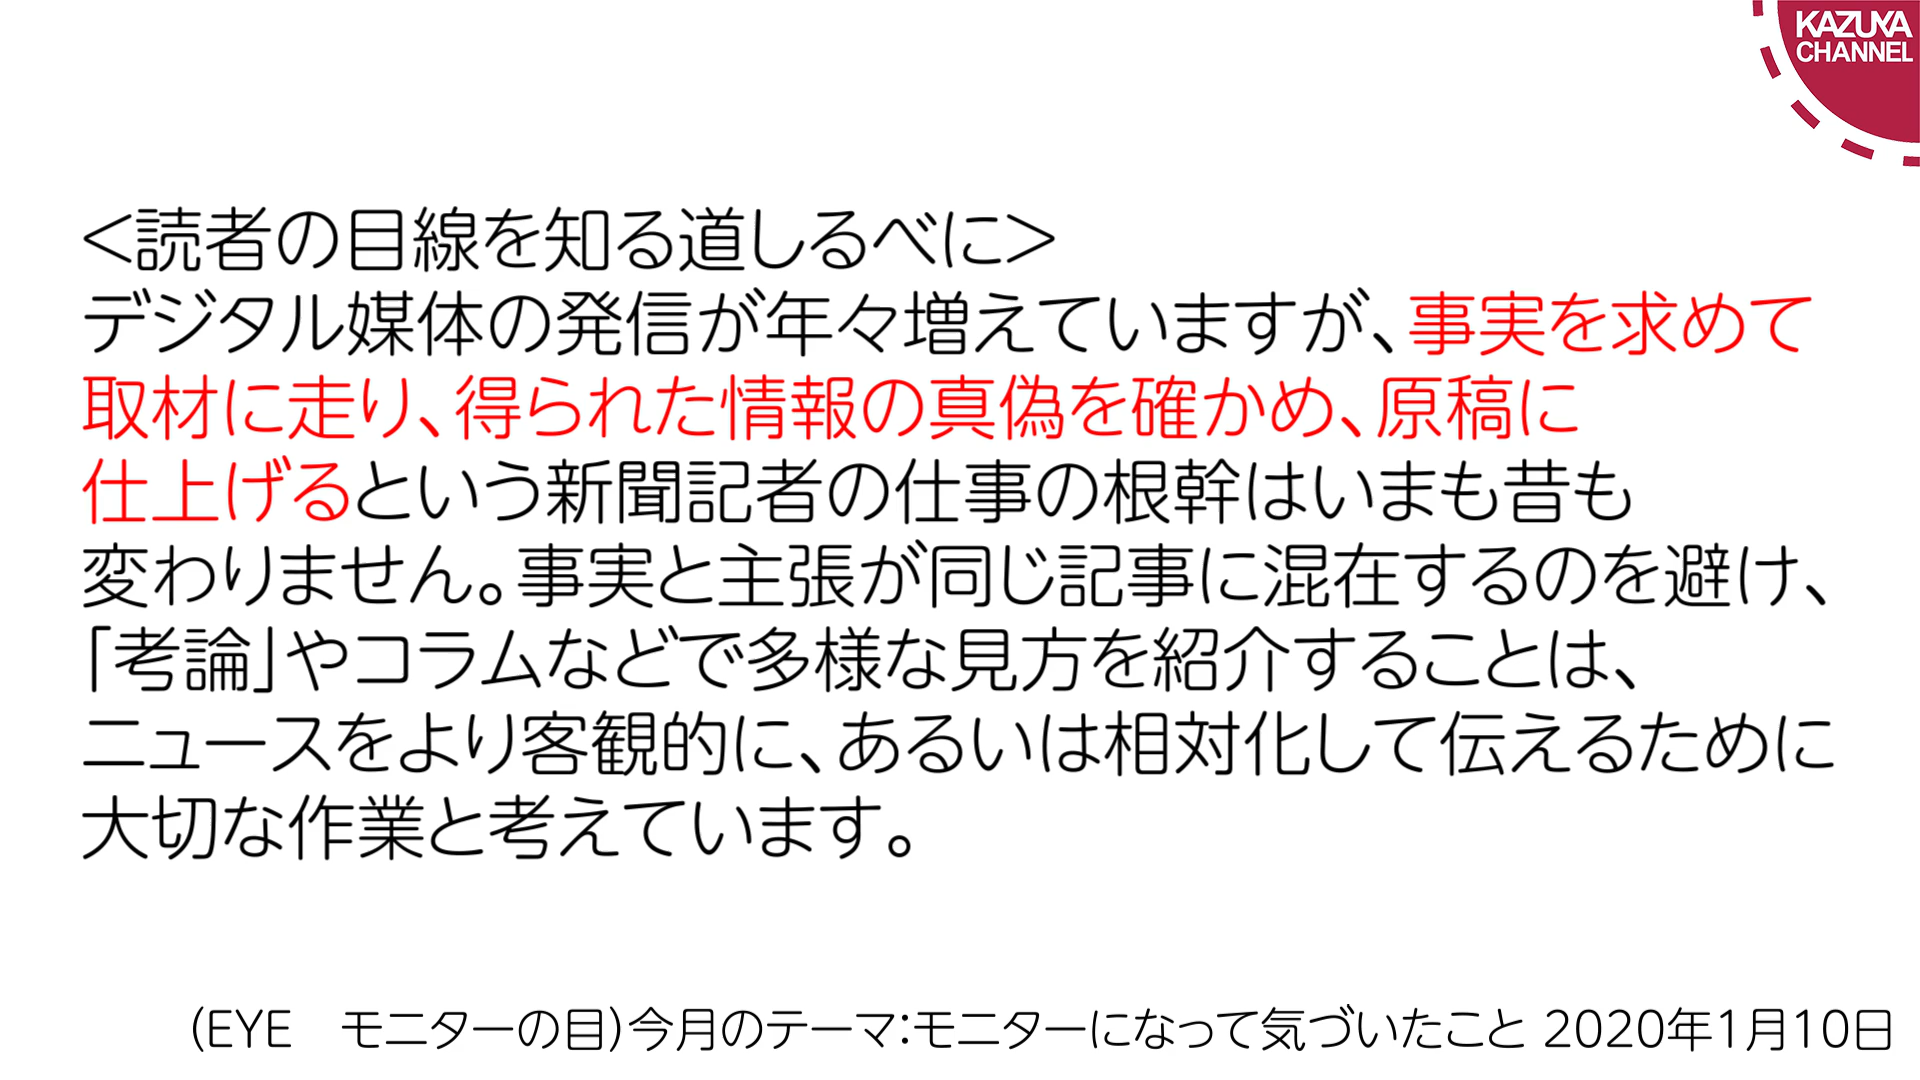 KAZUYA
CHANNEL
<読者の目線を知る道しるべに>
デジタル媒体の発信が年々増えていますが、事実を求めて
取材に走り、得られた情報の真偽を確かめ、原稿に
仕上げるという新聞記者の仕事の根幹はいまも昔も
変わりません。事実と主張が同じ記事に混在するのを避け、
「考論」やコラムなどで多様な見方を紹介することは、
ニュースをより客観的に、あるいは相対化して伝えるために
大切な作業と考えています。
(EYE　モニターの目)今月のテーマ:モニターになって気づいたこと 2020年1月10日